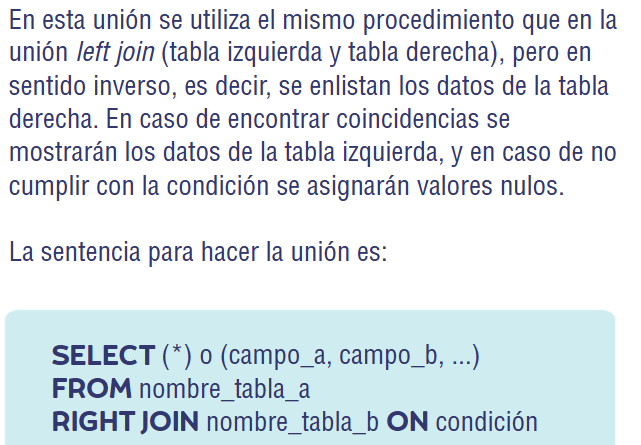 En esta unión se utiliza el mismo procedimiento que en la
unión left join (tabla izquierda y tabla derecha), pero en
sentido inverso, es decir, se enlistan los datos de la tabla
derecha. En caso de encontrar coincidencias se
mostrarán los datos de la tabla izquierda, y en caso de no
cumplir con la condición se asignarán valores nulos.
La sentencia para hacer la unión es:
SELECT (*) o (campo_a, campo_b, ...)
FROM nombre_tabla_a
RIGHT JOIN nombre_tabla_b ON condición